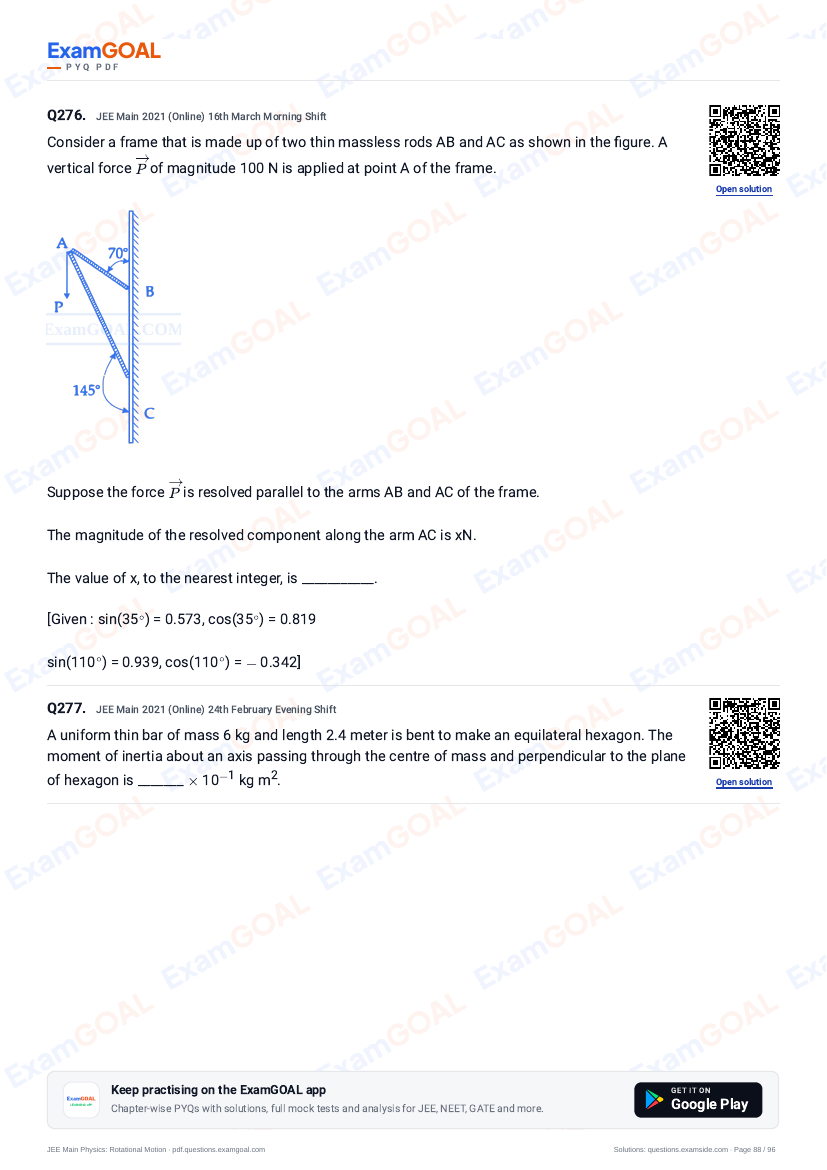 ExamGOAL
PYQ PDF
Q276. JEE Main 2021 (Online) 16th March Morning Shift
Consider a frame that is made up of two thin massless rods AB and AC as shown in the figure. A
vertical force $\overrightarrow{P}$ of magnitude 100 N is applied at point A of the frame.
Open solution
A
70°
B
P
ExamGOAL.COM
145°
C
Suppose the force $\overrightarrow{P}$ is resolved parallel to the arms AB and AC of the frame.
The magnitude of the resolved component along the arm AC is xN.
The value of x, to the nearest integer, is ___________.
[Given : sin(35°) = 0.573, cos(35°) = 0.819
sin(110°) = 0.939, cos(110°) = − 0.342]
Q277. JEE Main 2021 (Online) 24th February Evening Shift
A uniform thin bar of mass 6 kg and length 2.4 meter is bent to make an equilateral hexagon. The
moment of inertia about an axis passing through the centre of mass and perpendicular to the plane
of hexagon is ______ × 10⁻¹ kg m².
Open solution
ExamGOAL
Keep practising on the ExamGOAL app
Chapter-wise PYQs with solutions, full mock tests and analysis for JEE, NEET, GATE and more.
GET IT ON
Google Play
JEE Main Physics: Rotational Motion · pdf.questions.examgoal.com
Solutions: questions.examside.com · Page 88 / 96